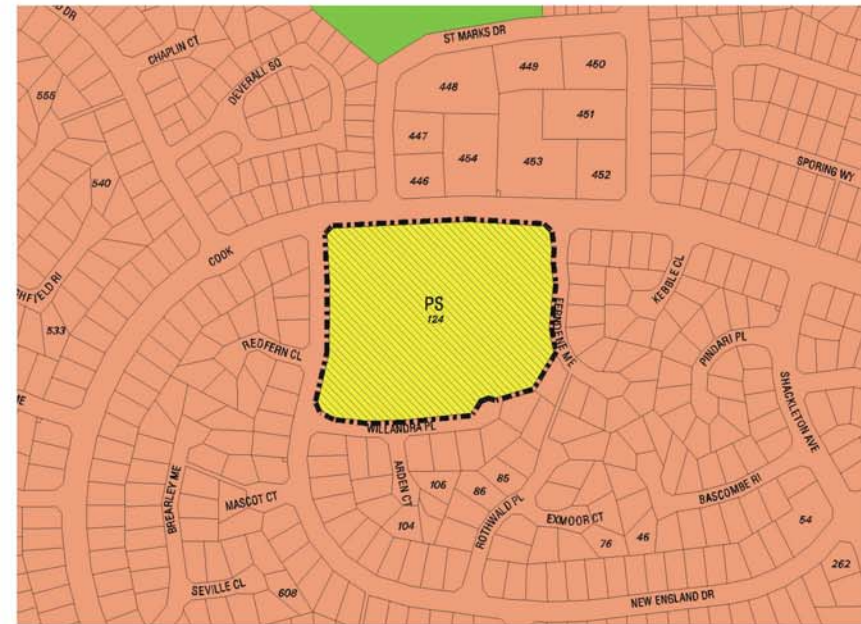 ST MARKS DR
CHAPLIN CT
DEVERALL SQ
449
450
448
555
451
447
454
453
452
446
540
SPORING WY
COOK
KEBBLE CL
PS
124
533
REDFERN CL
FERNDENE ME
PINDARI PL
SHACKLETON AVE
WILLANDRA PL
ARDEN CT
106
86
85
BREARLEY ME
MASCOT CT
104
ROTHWALD PL
EXMOOR CT
76
46
BASCOMBE RI
54
262
SEVILLE CL
608
NEW ENGLAND DR